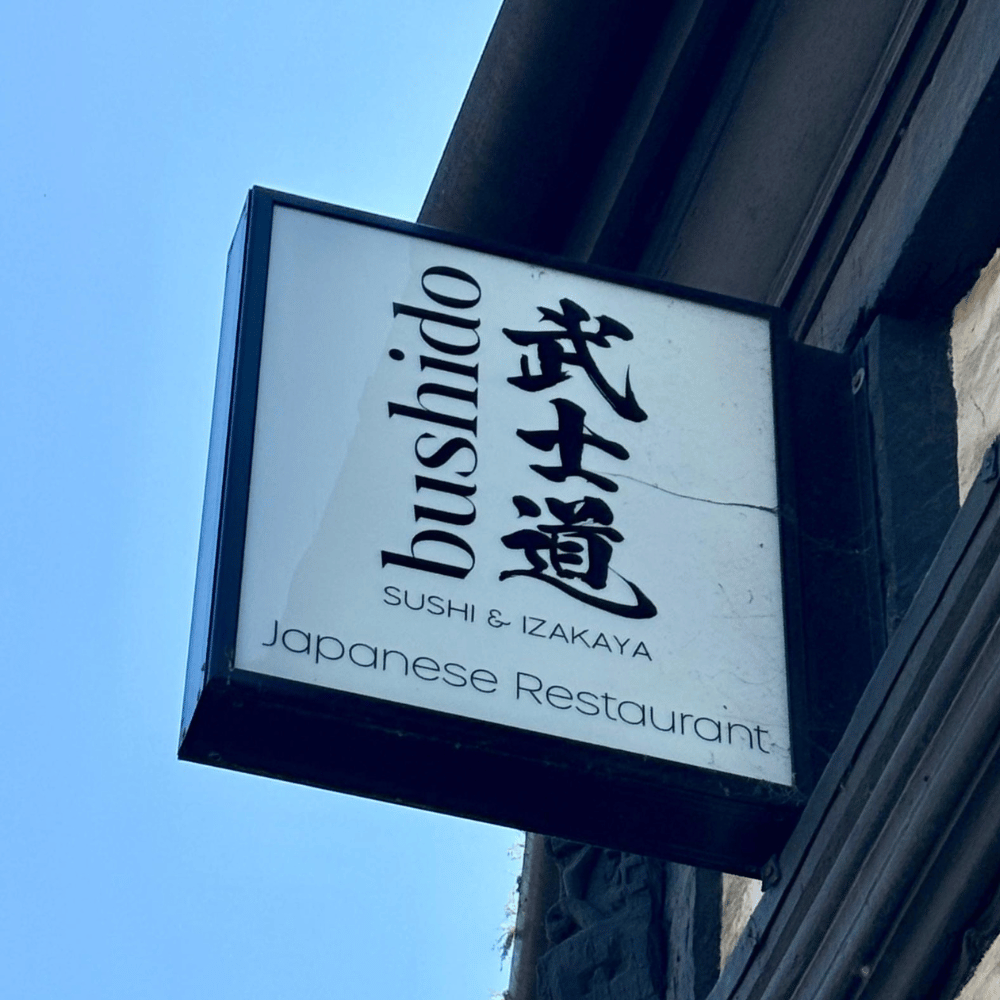 bushido
武士道
SUSHI & IZAKAYA
Japanese Restaurant